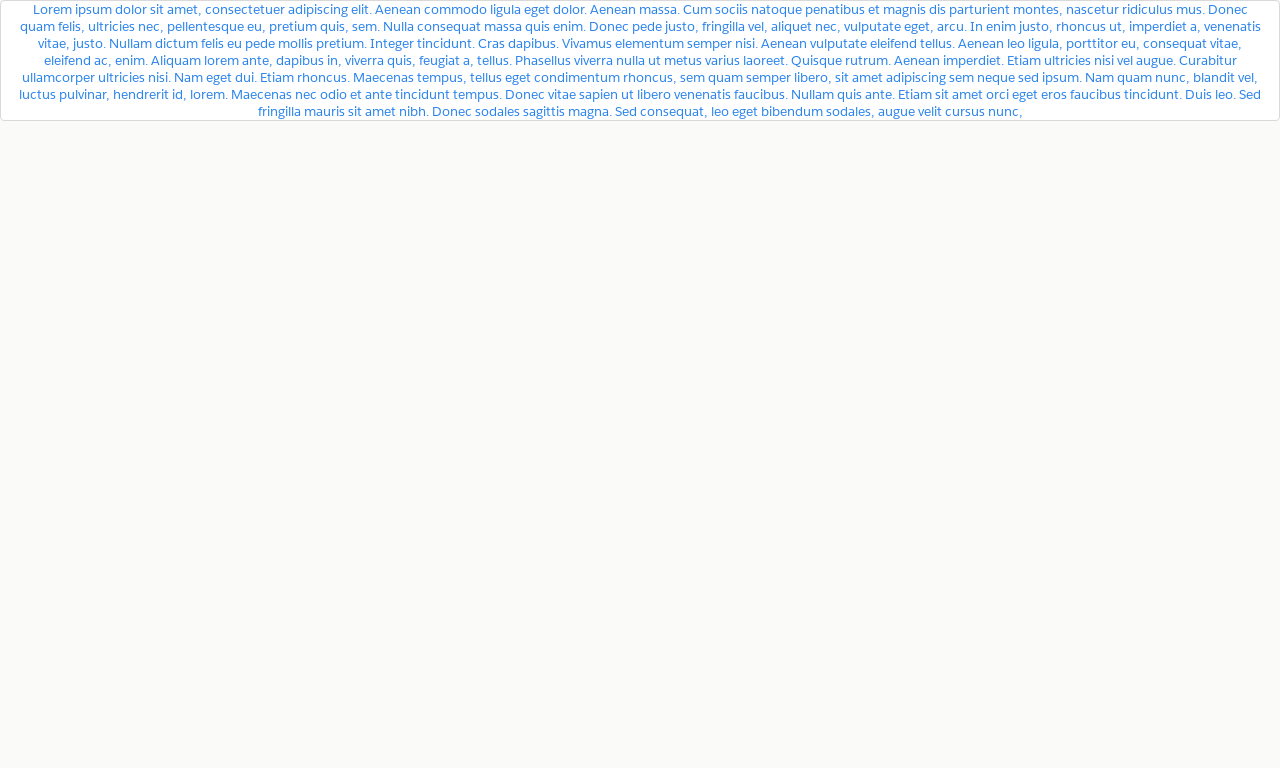 Lorem ipsum dolor sit amet, consectetuer adipiscing elit. Aenean commodo ligula eget dolor. Aenean massa. Cum sociis natoque penatibus et magnis dis parturient montes, nascetur ridiculus mus. Donec
quam felis, ultricies nec, pellentesque eu, pretium quis, sem. Nulla consequat massa quis enim. Donec pede justo, fringilla vel, aliquet nec, vulputate eget, arcu. In enim justo, rhoncus ut, imperdiet a, venenatis
vitae, justo. Nullam dictum felis eu pede mollis pretium. Integer tincidunt. Cras dapibus. Vivamus elementum semper nisi. Aenean vulputate eleifend tellus. Aenean leo ligula, porttitor eu, consequat vitae,
eleifend ac, enim. Aliquam lorem ante, dapibus in, viverra quis, feugiat a, tellus. Phasellus viverra nulla ut metus varius laoreet. Quisque rutrum. Aenean imperdiet. Etiam ultricies nisi vel augue. Curabitur
ullamcorper ultricies nisi. Nam eget dui. Etiam rhoncus. Maecenas tempus, tellus eget condimentum rhoncus, sem quam semper libero, sit amet adipiscing sem neque sed ipsum. Nam quam nunc, blandit vel,
luctus pulvinar, hendrerit id, lorem. Maecenas nec odio et ante tincidunt tempus. Donec vitae sapien ut libero venenatis faucibus. Nullam quis ante. Etiam sit amet orci eget eros faucibus tincidunt. Duis leo. Sed
fringilla mauris sit amet nibh. Donec sodales sagittis magna. Sed consequat, leo eget bibendum sodales, augue velit cursus nunc,